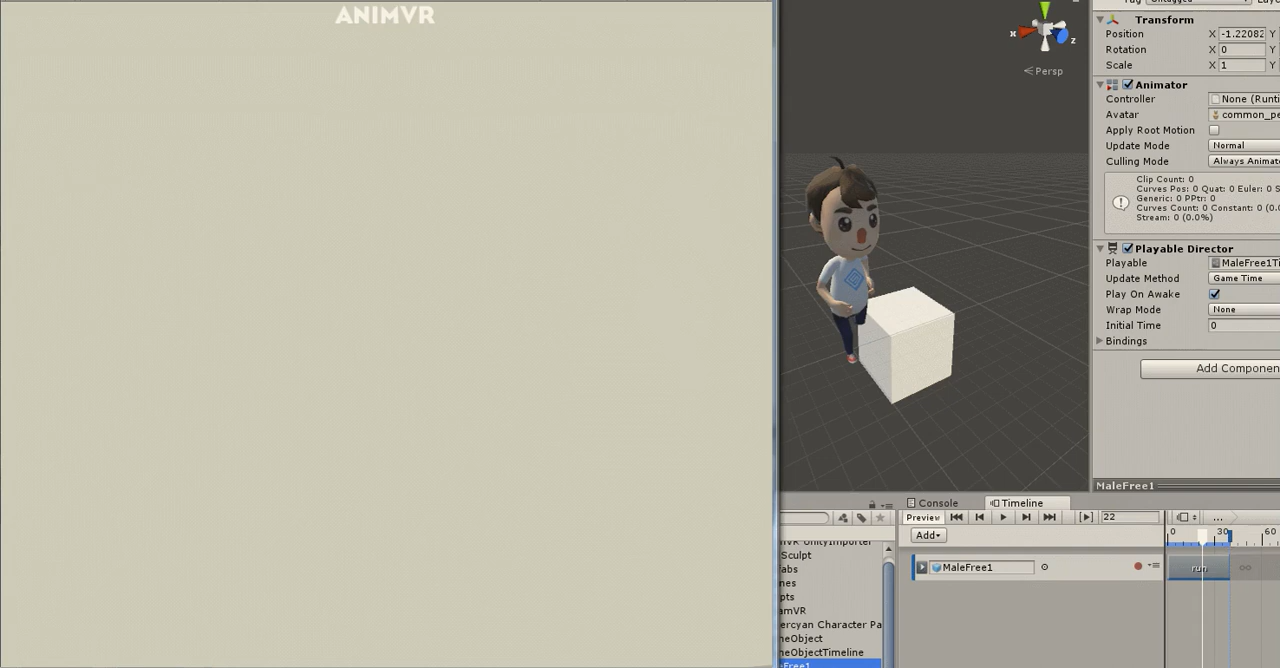 ANIMVR
x
z
Persp
Transform
Position X -1.22082 Y
Rotation X 0 Y
Scale X 1 Y
Animator
Controller None (Runti
Avatar common_pe
Apply Root Motion
Update Mode Normal
Culling Mode Always Animat
Clip Count: 0
Curves Pos: 0 Quat: 0 Euler: 0 S
Generic: 0 PPtr: 0
Curves Count: 0 Constant: 0 (0.0
Stream: 0 (0.0%)
Playable Director
Playable MaleFree1Ti
Update Method Game Time
Play On Awake
Wrap Mode None
Initial Time 0
Bindings
Add Componen
MaleFree1
Console Timeline
Preview 22 ...
Add
0 30 60
MaleFree1
run
VR UnityImporter
Sculpt
abs
nes
pts
amVR
ercyan Character Pa
neObject
neObjectTimeline
Free1